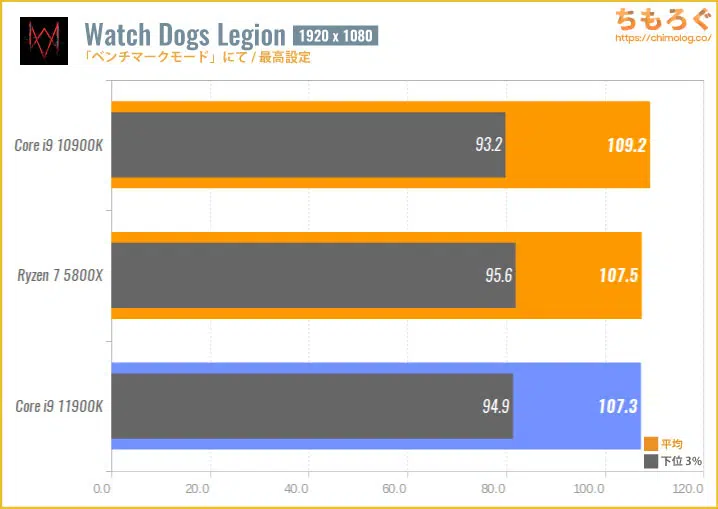 Watch Dogs Legion 1920 x 1080
「ベンチマークモード」にて / 最高設定
ちもろぐ
https://chimolog.co/
Core i9 10900K
93.2
109.2
Ryzen 7 5800X
95.6
107.5
Core i9 11900K
94.9
107.3
平均
下位 3%
0.0 20.0 40.0 60.0 80.0 100.0 120.0